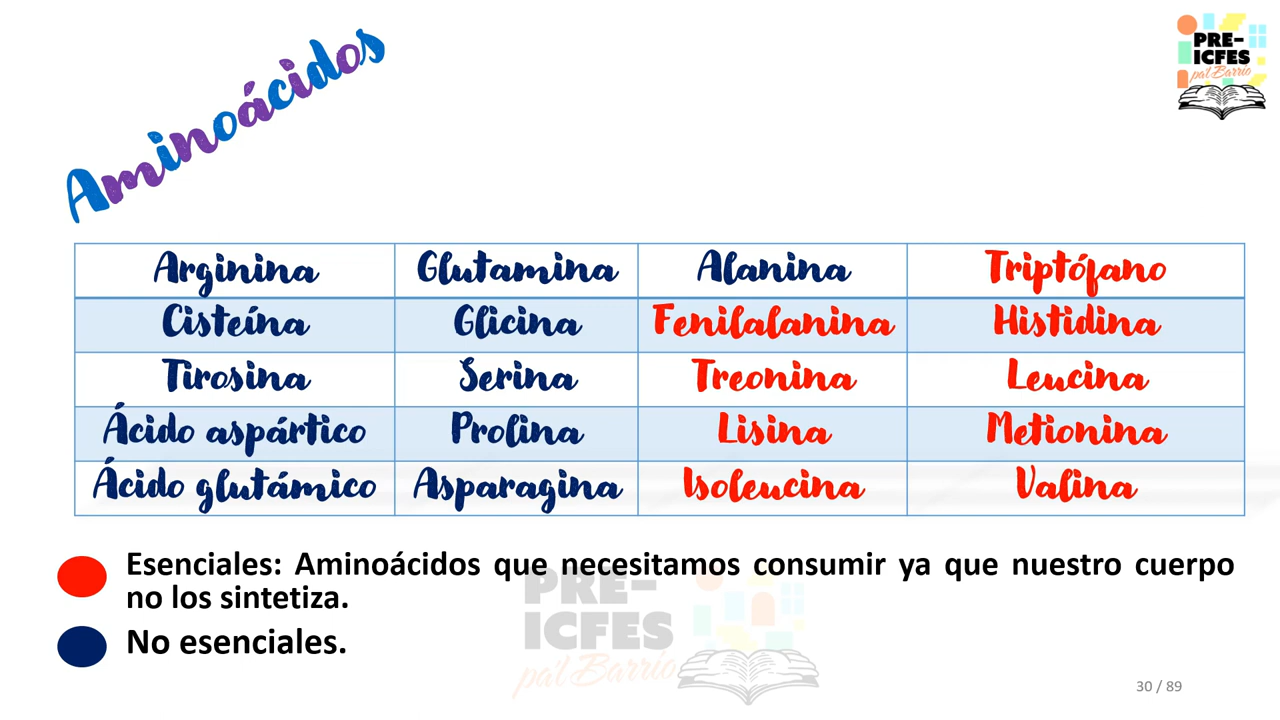 PRE-
ICFES
pa'l Barrio
Aminoácidos
Arginina Glutamina Alanina Triptófano
Cisteína Glicina Fenilalanina Histidina
Tirosina Serina Treonina Leucina
Ácido aspártico Prolina Lisina Metionina
Ácido glutámico Asparagina Isoleucina Valina
Esenciales: Aminoácidos que necesitamos consumir ya que nuestro cuerpo
no los sintetiza.
No esenciales.
PRE-
ICFES
pa'l Barrio
30 / 89